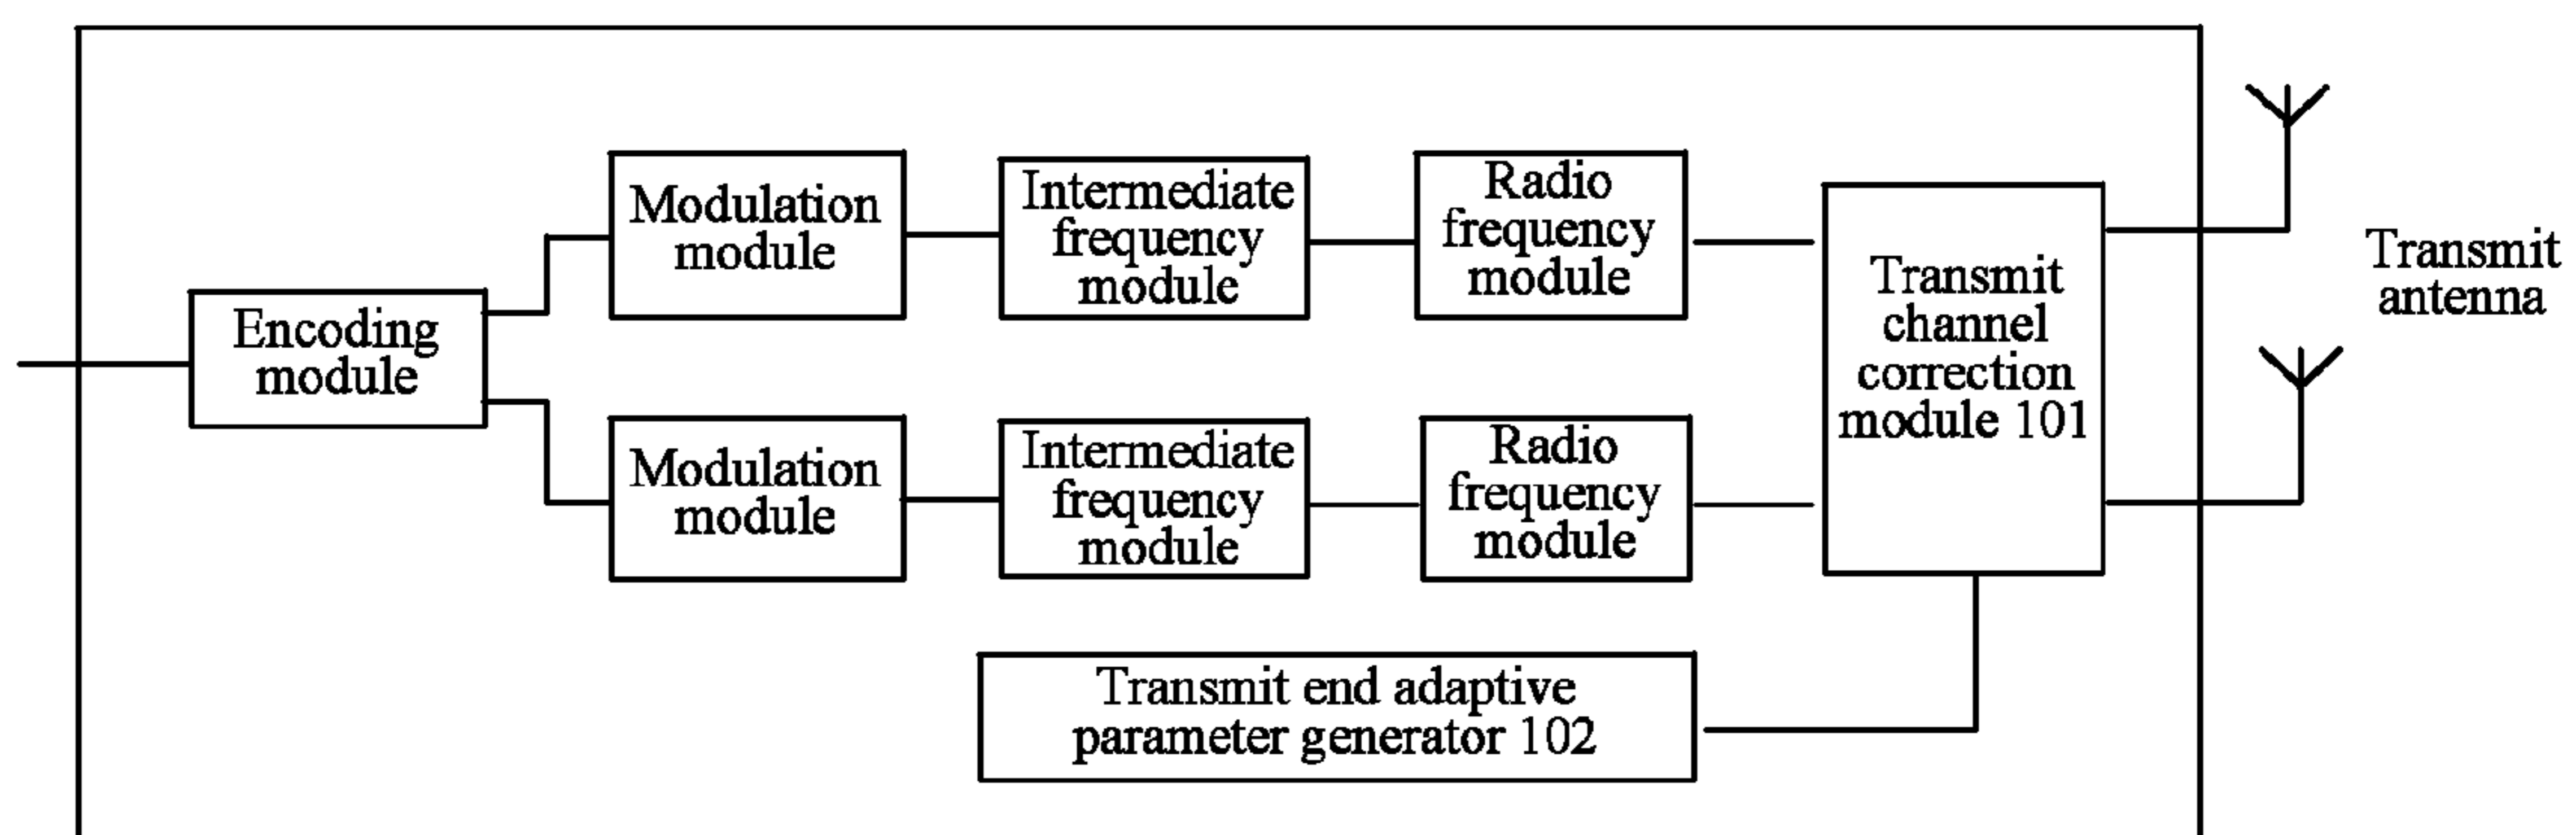 Modulation
module
Intermediate
frequency
module
Radio
frequency
module
Transmit
channel
correction
module 101
Transmit
antenna
Encoding
module
Modulation
module
Intermediate
frequency
module
Radio
frequency
module
Transmit end adaptive
parameter generator 102